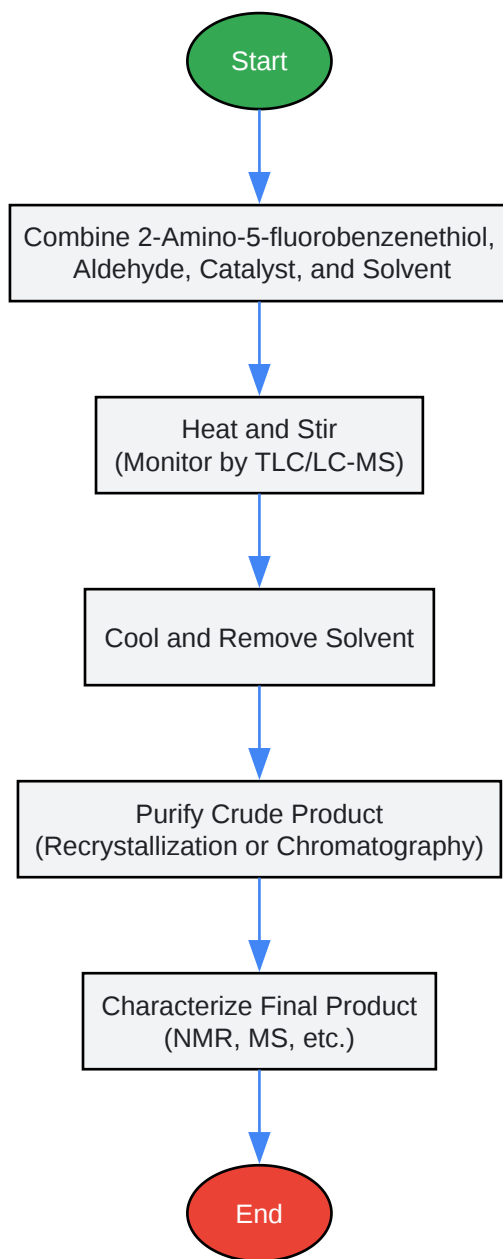 Start
Combine 2-Amino-5-fluorobenzenethiol,
Aldehyde, Catalyst, and Solvent
Heat and Stir
(Monitor by TLC/LC-MS)
Cool and Remove Solvent
Purify Crude Product
(Recrystallization or Chromatography)
Characterize Final Product
(NMR, MS, etc.)
End